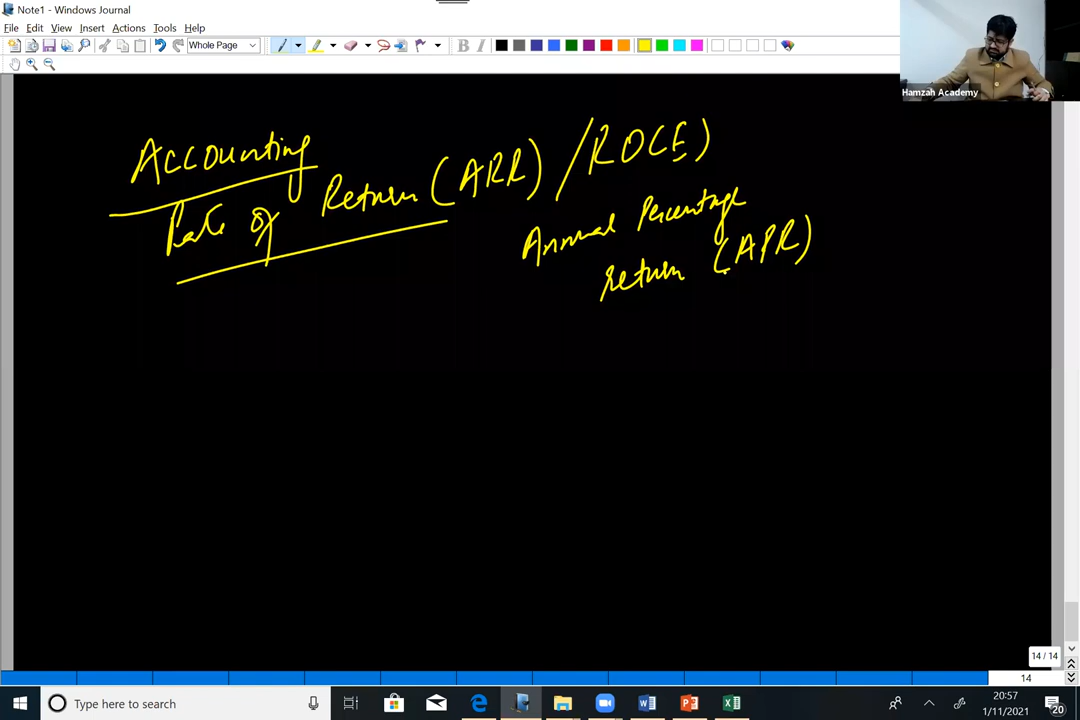 Note1 - Windows Journal
File Edit View Insert Actions Tools Help
Whole Page
B I
Hamzah Academy
Accounting
Rate of Return (ARR) / ROCE)
Annual Percentage
return (APR)
14 / 14
14
Type here to search
20:57
1/11/2021
20